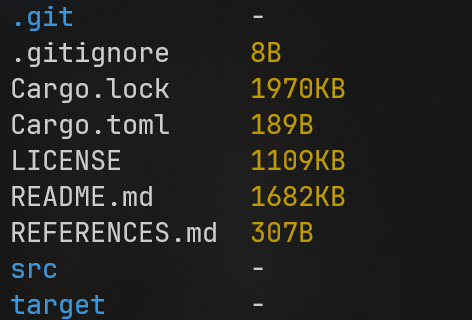 .git -
.gitignore 8B
Cargo.lock 1970KB
Cargo.toml 189B
LICENSE 1109KB
README.md 1682KB
REFERENCES.md 307B
src -
target -